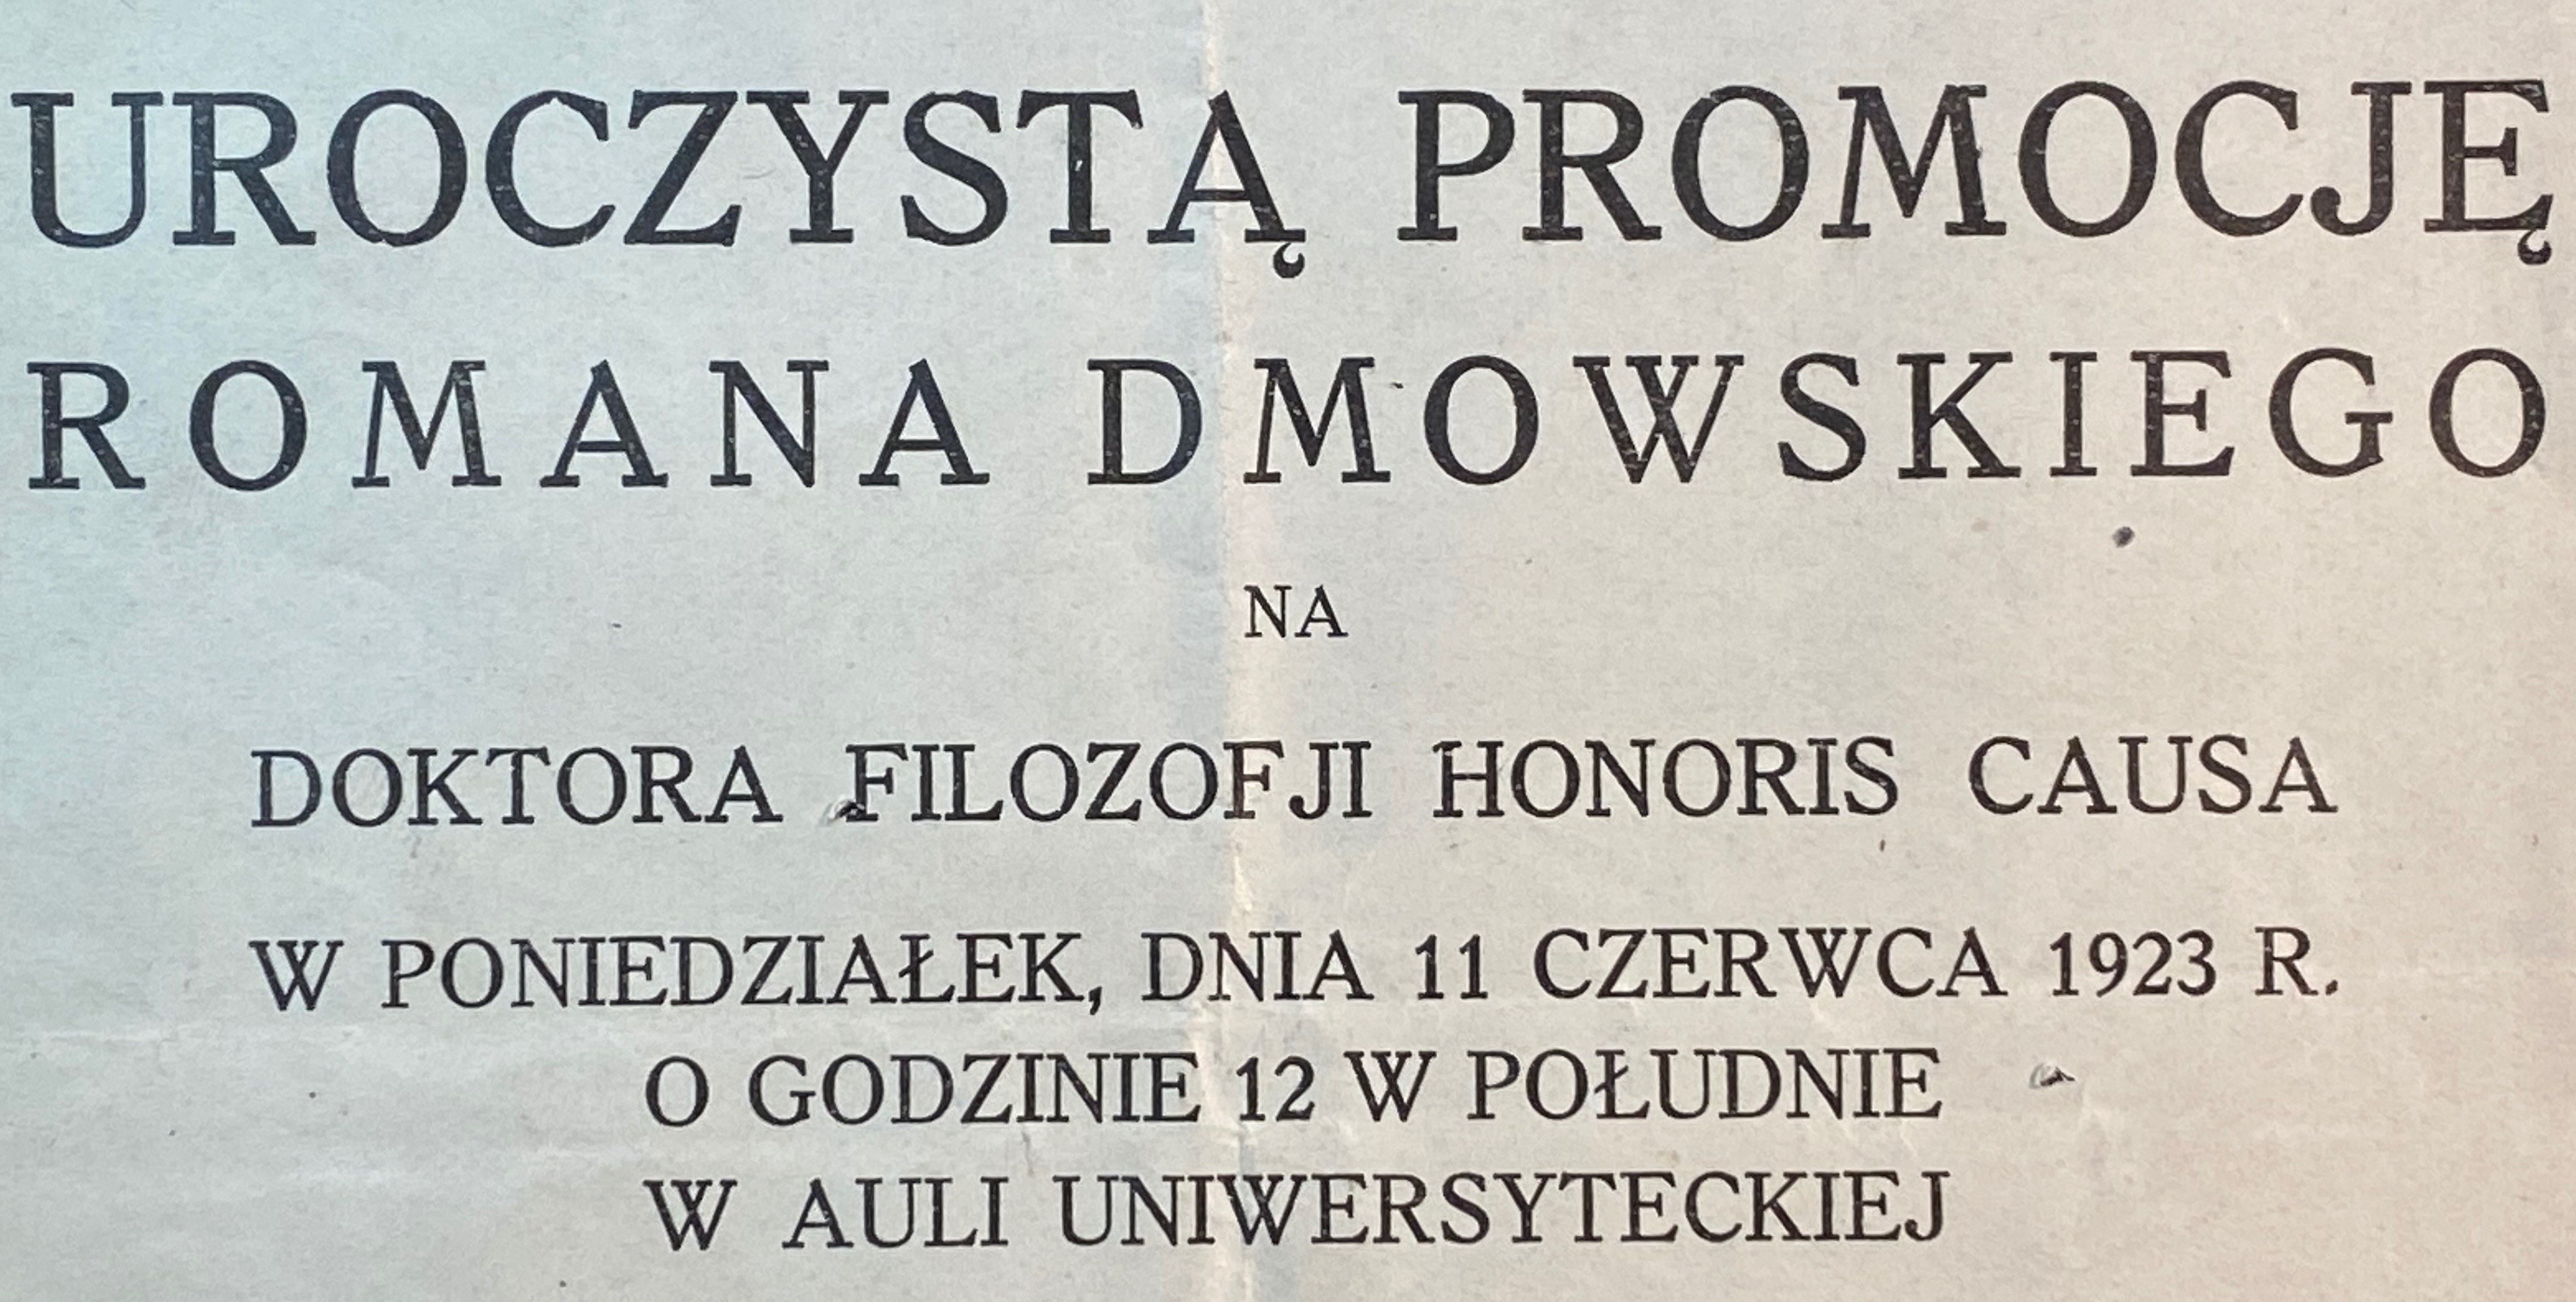 UROCZYSTĄ PROMOCJĘ
ROMANA DMOWSKIEGO
NA
DOKTORA FILOZOFJI HONORIS CAUSA
W PONIEDZIAŁEK, DNIA 11 CZERWCA 1923 R.
O GODZINIE 12 W POŁUDNIE
W AULI UNIWERSYTECKIEJ